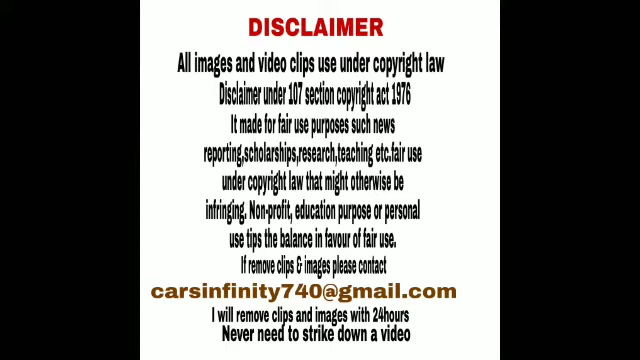 DISCLAIMER
All images and video clips use under copyright law
Disclaimer under 107 section copyright act 1976
It made for fair use purposes such news
reporting,scholarships,research,teaching etc.fair use
under copyright law that might otherwise be
infringing. Non-profit, education purpose or personal
use tips the balance in favour of fair use.
If remove clips & images please contact
carsinfinity740@gmail.com
I will remove clips and images with 24hours
Never need to strike down a video